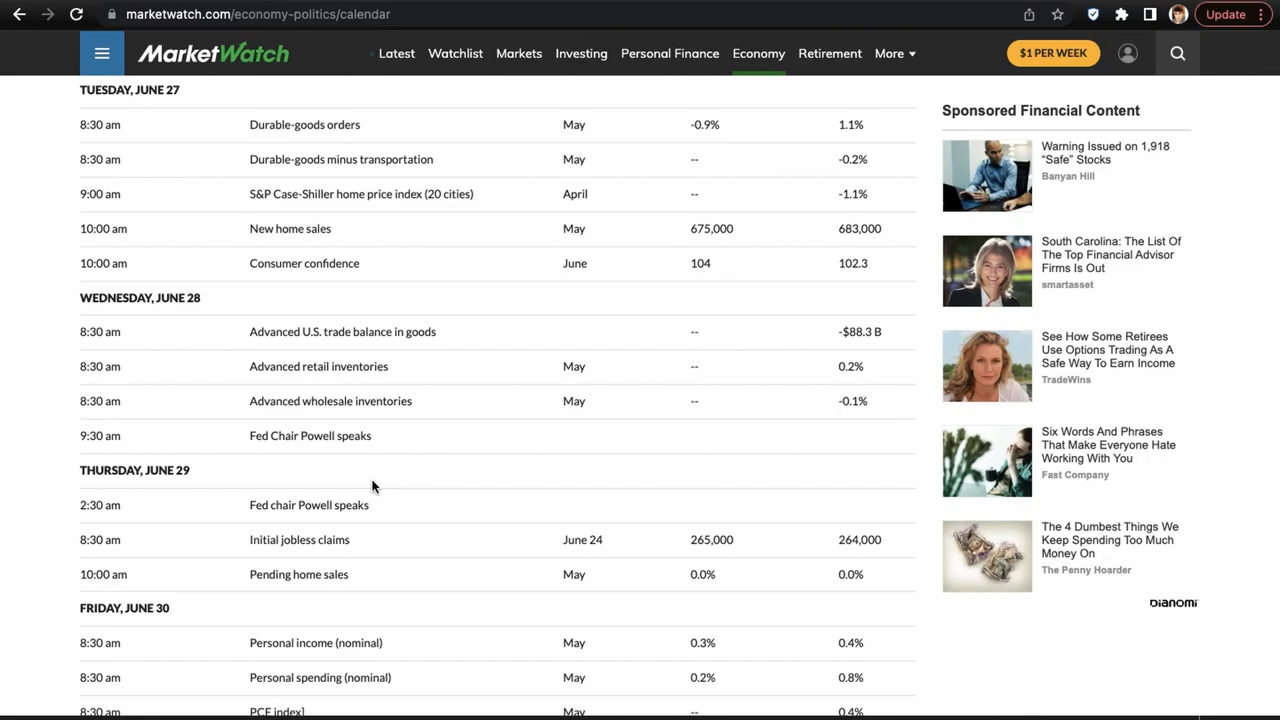 marketwatch.com/economy-politics/calendar
Update
MarketWatch
Latest Watchlist Markets Investing Personal Finance Economy Retirement More
$1 PER WEEK
TUESDAY, JUNE 27
8:30 am Durable-goods orders May -0.9% 1.1%
8:30 am Durable-goods minus transportation May -- -0.2%
9:00 am S&P Case-Shiller home price index (20 cities) April -- -1.1%
10:00 am New home sales May 675,000 683,000
10:00 am Consumer confidence June 104 102.3
WEDNESDAY, JUNE 28
8:30 am Advanced U.S. trade balance in goods -- -$88.3 B
8:30 am Advanced retail inventories May -- 0.2%
8:30 am Advanced wholesale inventories May -- -0.1%
9:30 am Fed Chair Powell speaks
THURSDAY, JUNE 29
2:30 am Fed chair Powell speaks
8:30 am Initial jobless claims June 24 265,000 264,000
10:00 am Pending home sales May 0.0% 0.0%
FRIDAY, JUNE 30
8:30 am Personal income (nominal) May 0.3% 0.4%
8:30 am Personal spending (nominal) May 0.2% 0.8%
8:30 am PCE index] May -- 0.4%
Sponsored Financial Content
Warning Issued on 1,918
“Safe” Stocks
Banyan Hill
South Carolina: The List Of
The Top Financial Advisor
Firms Is Out
smartasset
See How Some Retirees
Use Options Trading As A
Safe Way To Earn Income
TradeWins
Six Words And Phrases
That Make Everyone Hate
Working With You
Fast Company
The 4 Dumbest Things We
Keep Spending Too Much
Money On
The Penny Hoarder
Dianomi